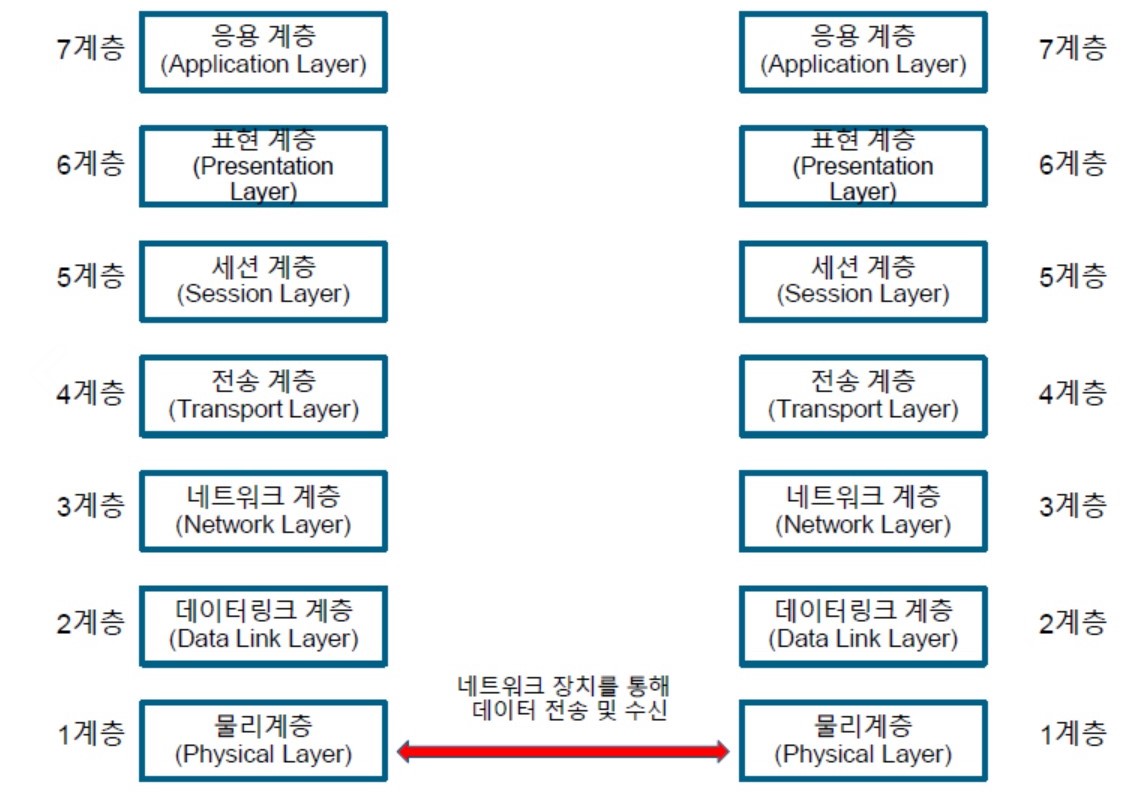 7계층
응용 계층
(Application Layer)
응용 계층
(Application Layer)
7계층
6계층
표현 계층
(Presentation
Layer)
표현 계층
(Presentation
Layer)
6계층
5계층
세션 계층
(Session Layer)
세션 계층
(Session Layer)
5계층
4계층
전송 계층
(Transport Layer)
전송 계층
(Transport Layer)
4계층
3계층
네트워크 계층
(Network Layer)
네트워크 계층
(Network Layer)
3계층
2계층
데이터링크 계층
(Data Link Layer)
데이터링크 계층
(Data Link Layer)
2계층
1계층
물리계층
(Physical Layer)
네트워크 장치를 통해
데이터 전송 및 수신
물리계층
(Physical Layer)
1계층